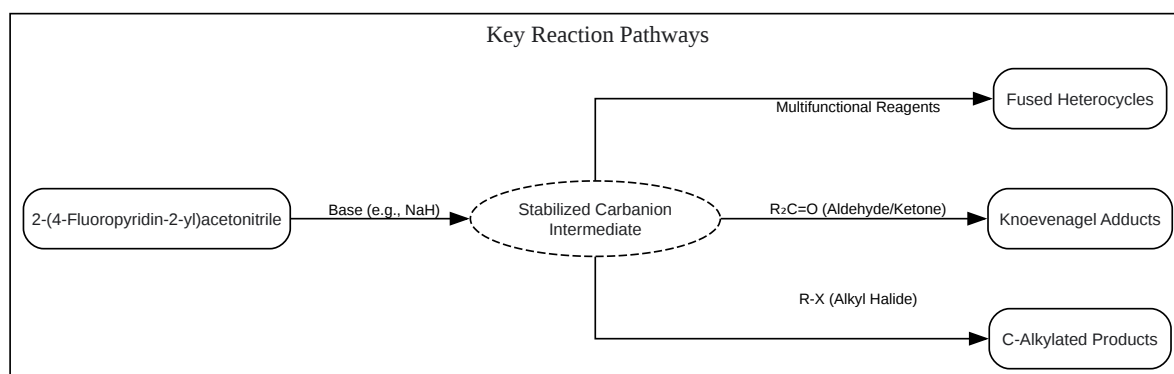 Key Reaction Pathways
Multifunctional Reagents
Fused Heterocycles
2-(4-Fluoropyridin-2-yl)acetonitrile
Base (e.g., NaH)
Stabilized Carbanion
Intermediate
R₂C=O (Aldehyde/Ketone)
Knoevenagel Adducts
R-X (Alkyl Halide)
C-Alkylated Products